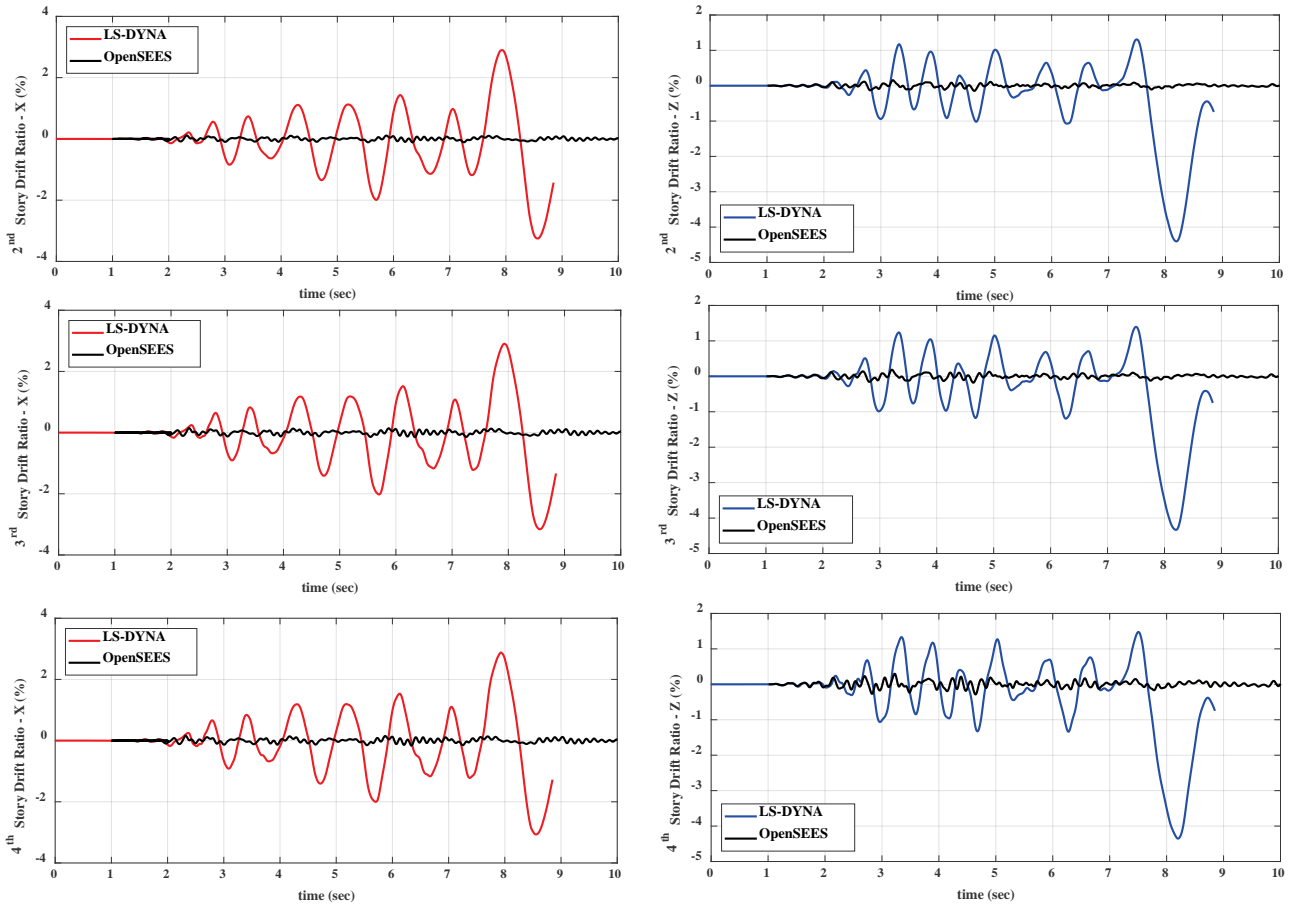 4
2
0
-2
-4
2nd Story Drift Ratio - X (%)
LS-DYNA
OpenSEES
0 1 2 3 4 5 6 7 8 9 10
time (sec)
2
1
0
-1
-2
-3
-4
-5
2nd Story Drift Ratio - Z (%)
LS-DYNA
OpenSEES
0 1 2 3 4 5 6 7 8 9 10
time (sec)
4
2
0
-2
-4
3rd Story Drift Ratio - X (%)
LS-DYNA
OpenSEES
0 1 2 3 4 5 6 7 8 9 10
time (sec)
2
1
0
-1
-2
-3
-4
-5
3rd Story Drift Ratio - Z (%)
LS-DYNA
OpenSEES
0 1 2 3 4 5 6 7 8 9 10
time (sec)
4
2
0
-2
-4
4th Story Drift Ratio - X (%)
LS-DYNA
OpenSEES
0 1 2 3 4 5 6 7 8 9 10
time (sec)
2
1
0
-1
-2
-3
-4
-5
4th Story Drift Ratio - Z (%)
LS-DYNA
OpenSEES
0 1 2 3 4 5 6 7 8 9 10
time (sec)